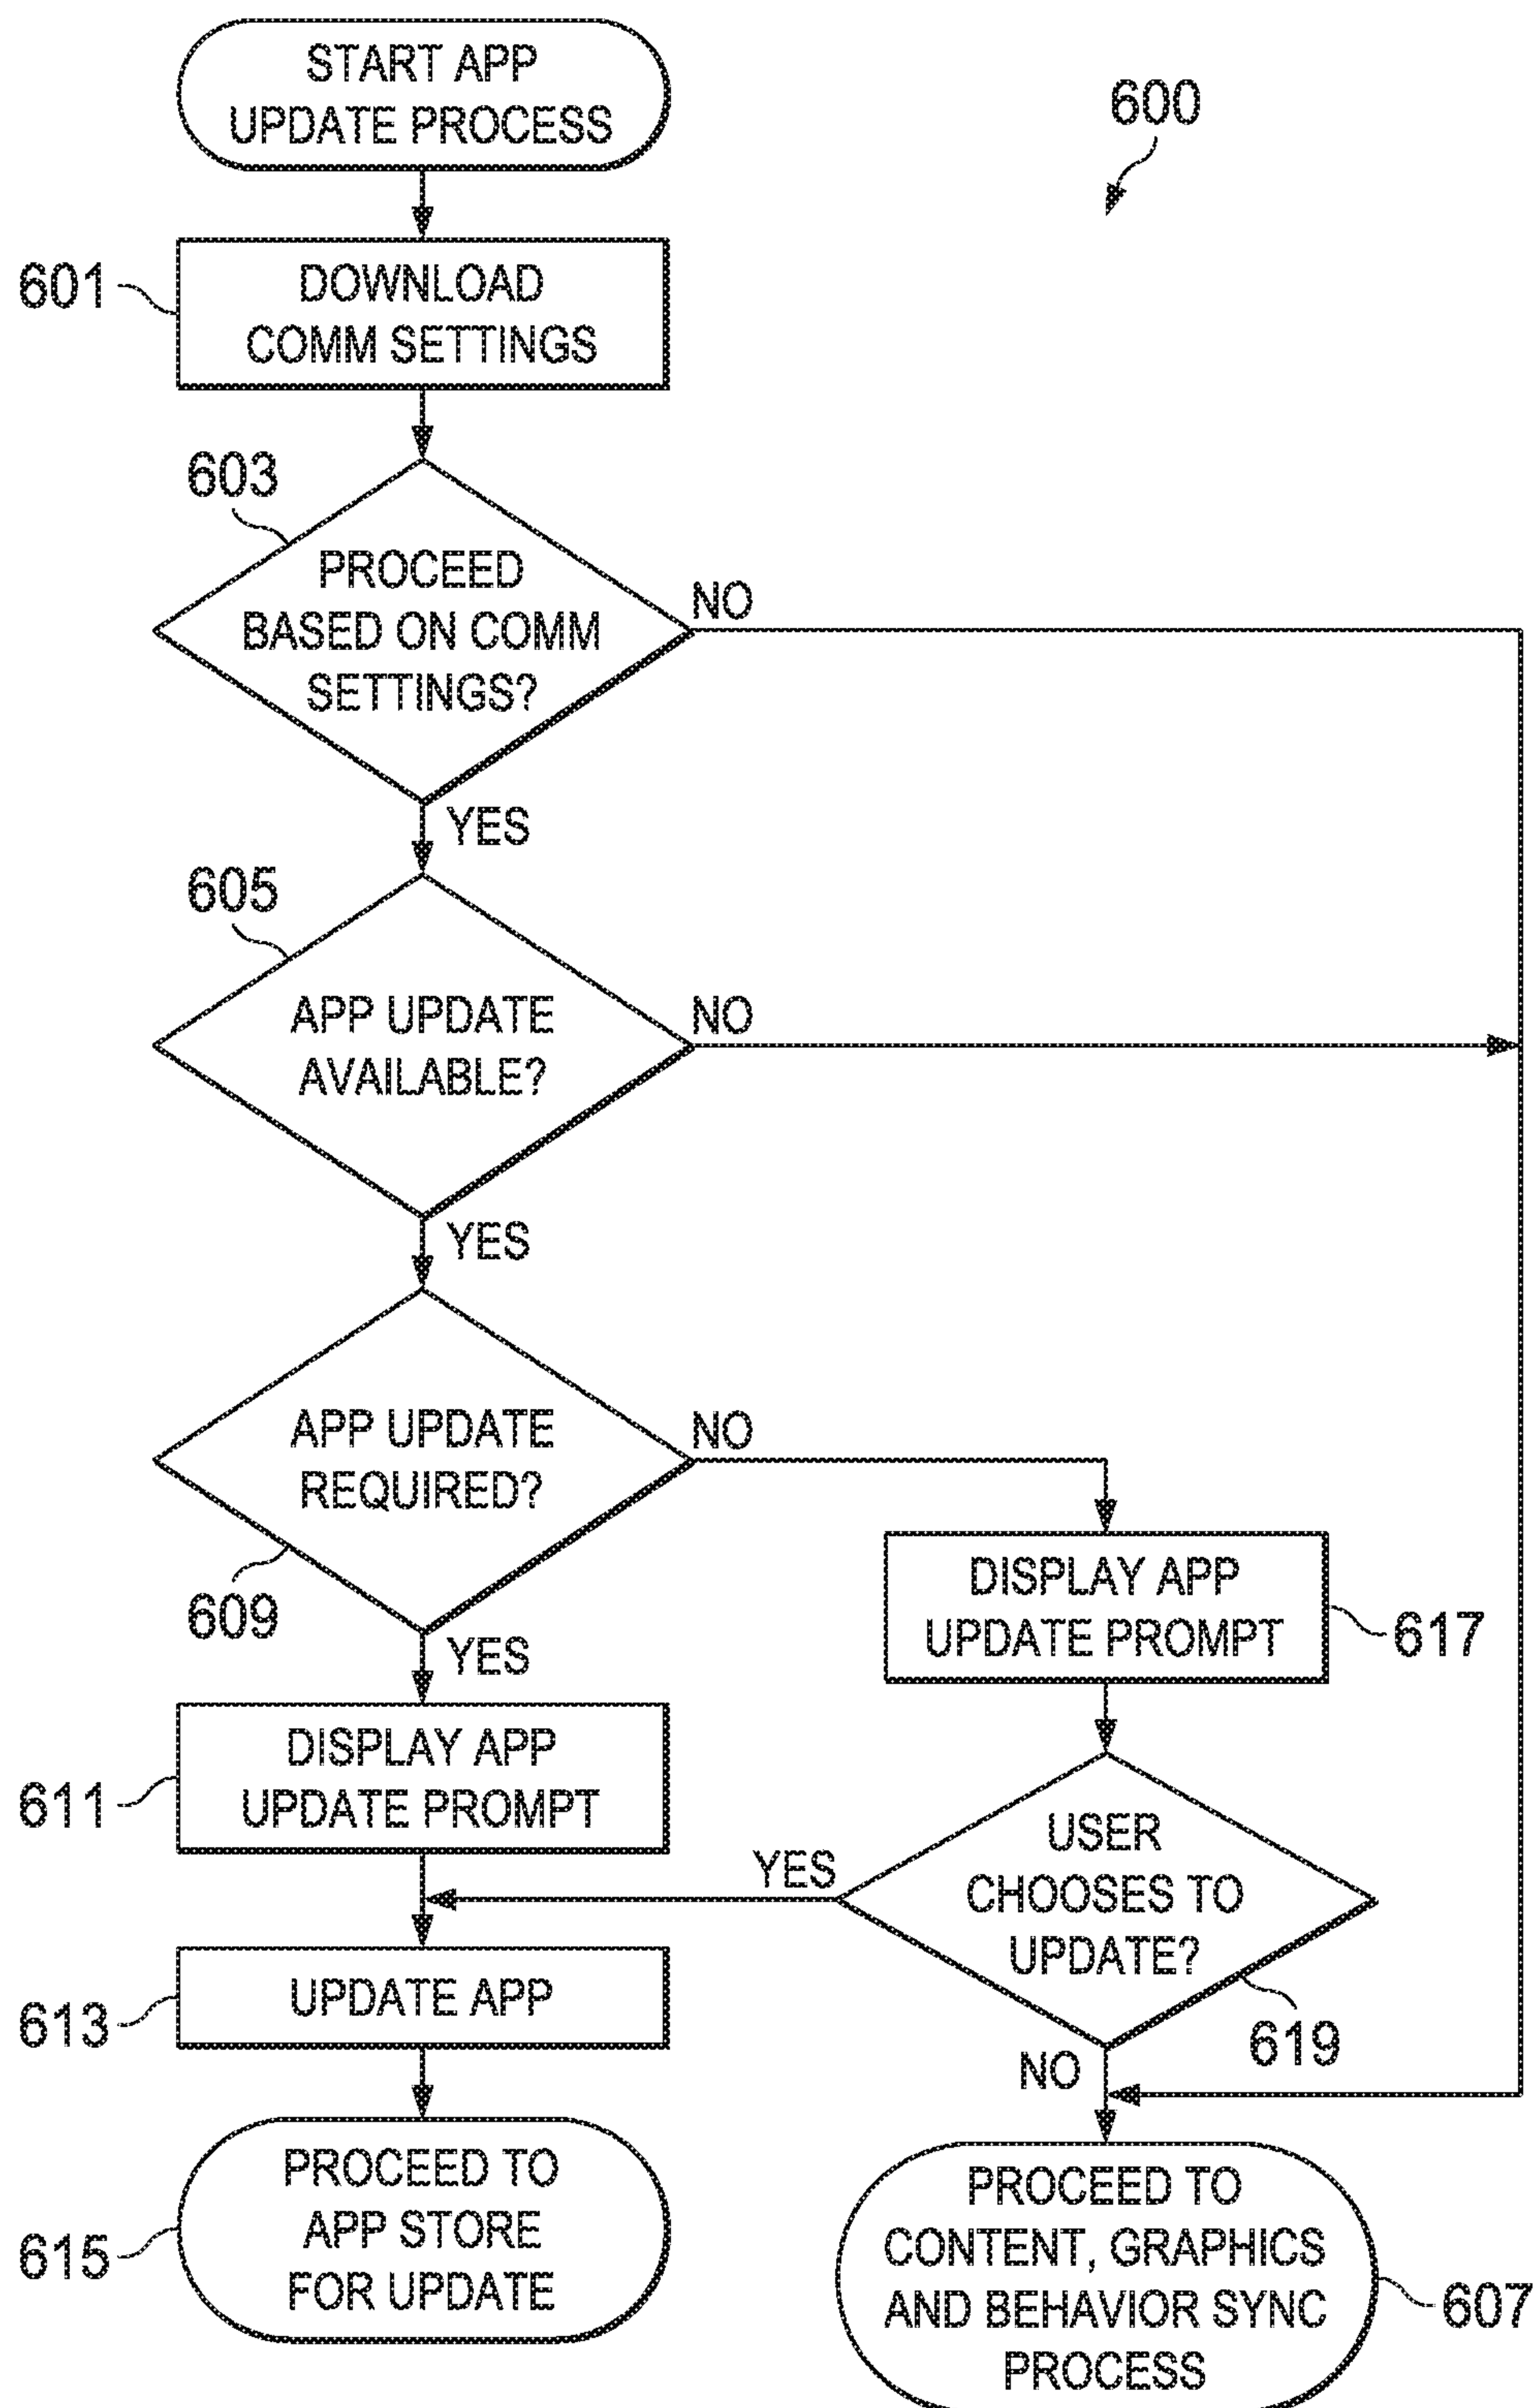 START APP
UPDATE PROCESS
600
601
DOWNLOAD
COMM SETTINGS
603
PROCEED
BASED ON COMM
SETTINGS?
NO
YES
605
APP UPDATE
AVAILABLE?
NO
YES
APP UPDATE
REQUIRED?
NO
609
YES
DISPLAY APP
UPDATE PROMPT
617
611
DISPLAY APP
UPDATE PROMPT
USER
CHOOSES TO
UPDATE?
YES
619
NO
613
UPDATE APP
615
PROCEED TO
APP STORE
FOR UPDATE
PROCEED TO
CONTENT, GRAPHICS
AND BEHAVIOR SYNC
PROCESS
607